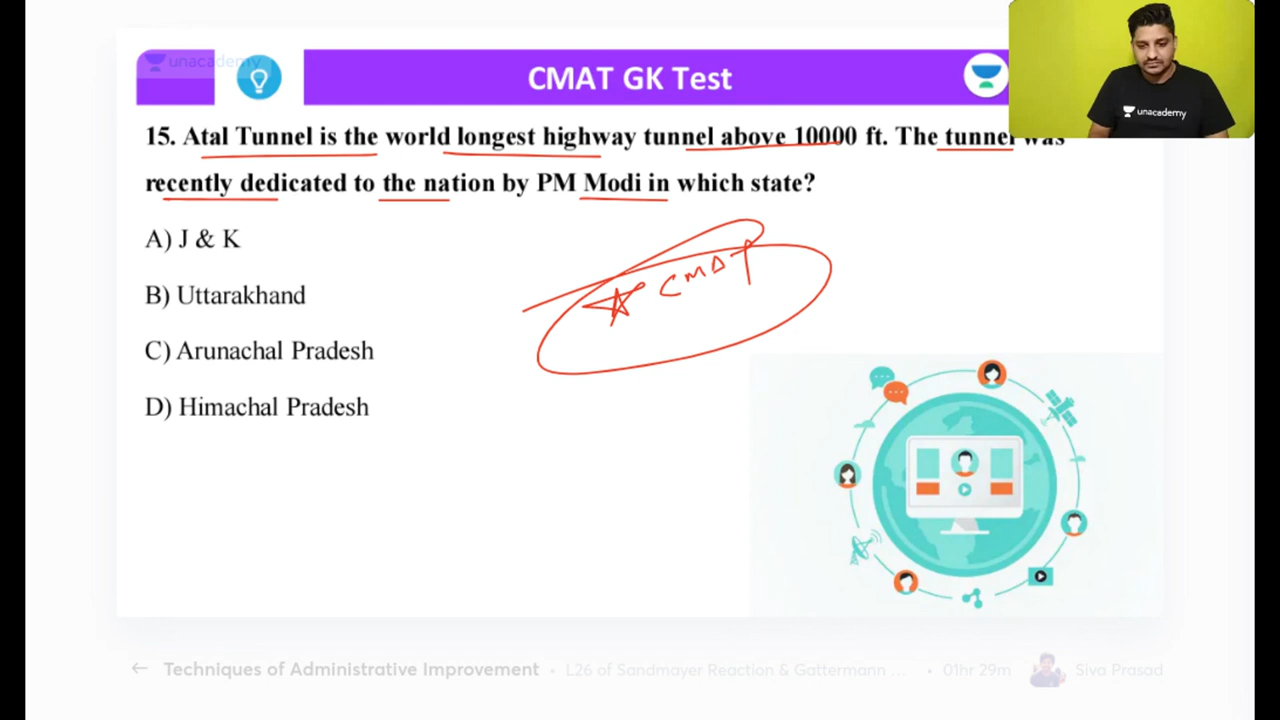 unacademy
CMAT GK Test
unacademy
15. Atal Tunnel is the world longest highway tunnel above 10000 ft. The tunnel was
recently dedicated to the nation by PM Modi in which state?
A) J & K
B) Uttarakhand
C) Arunachal Pradesh
D) Himachal Pradesh
CMAT
Techniques of Administrative Improvement • L26 of Sandmayer Reaction & Gattermann ... • 01hr 29m Siva Prasad